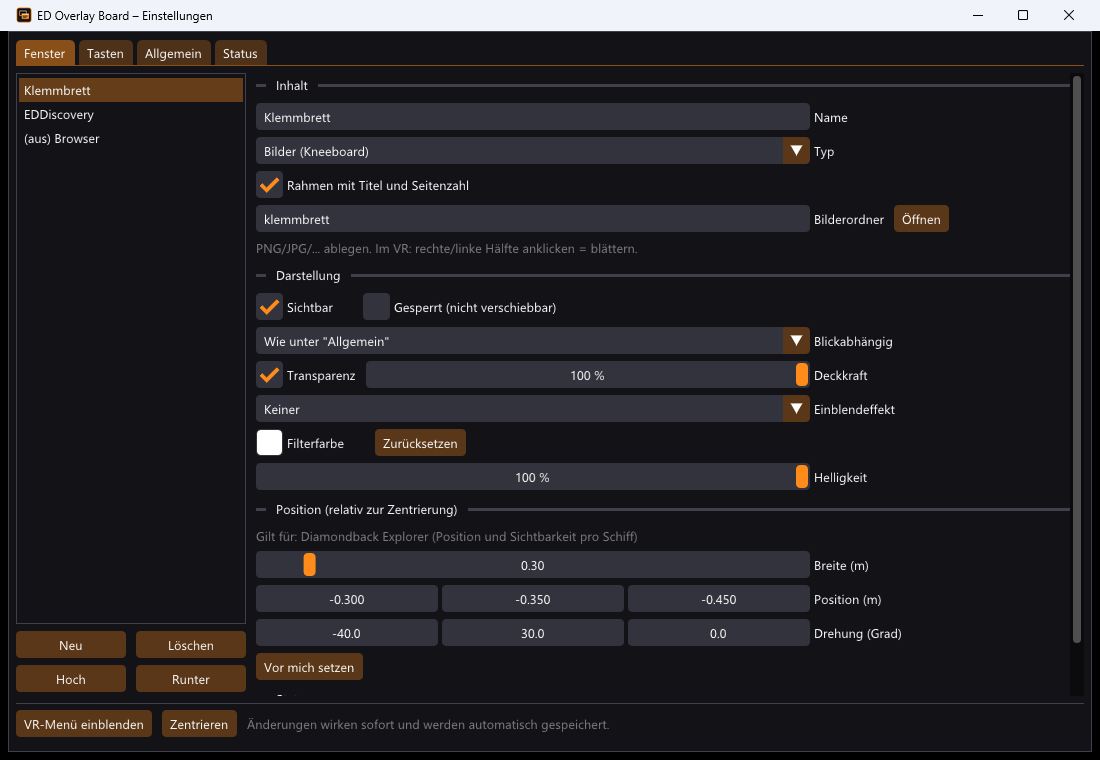 ED Overlay Board – Einstellungen
Fenster Tasten Allgemein Status
Klemmbrett
EDDiscovery
(aus) Browser
Neu Löschen
Hoch Runter
Inhalt
Klemmbrett Name
Bilder (Kneeboard) Typ
Rahmen mit Titel und Seitenzahl
klemmbrett Bilderordner Öffnen
PNG/JPG/... ablegen. Im VR: rechte/linke Hälfte anklicken = blättern.
Darstellung
Sichtbar Gesperrt (nicht verschiebbar)
Wie unter "Allgemein" Blickabhängig
Transparenz 100 % Deckkraft
Keiner Einblendeffekt
Filterfarbe Zurücksetzen
100 % Helligkeit
Position (relativ zur Zentrierung)
Gilt für: Diamondback Explorer (Position und Sichtbarkeit pro Schiff)
0.30 Breite (m)
-0.300 -0.350 -0.450 Position (m)
-40.0 30.0 0.0 Drehung (Grad)
Vor mich setzen
VR-Menü einblenden Zentrieren Änderungen wirken sofort und werden automatisch gespeichert.